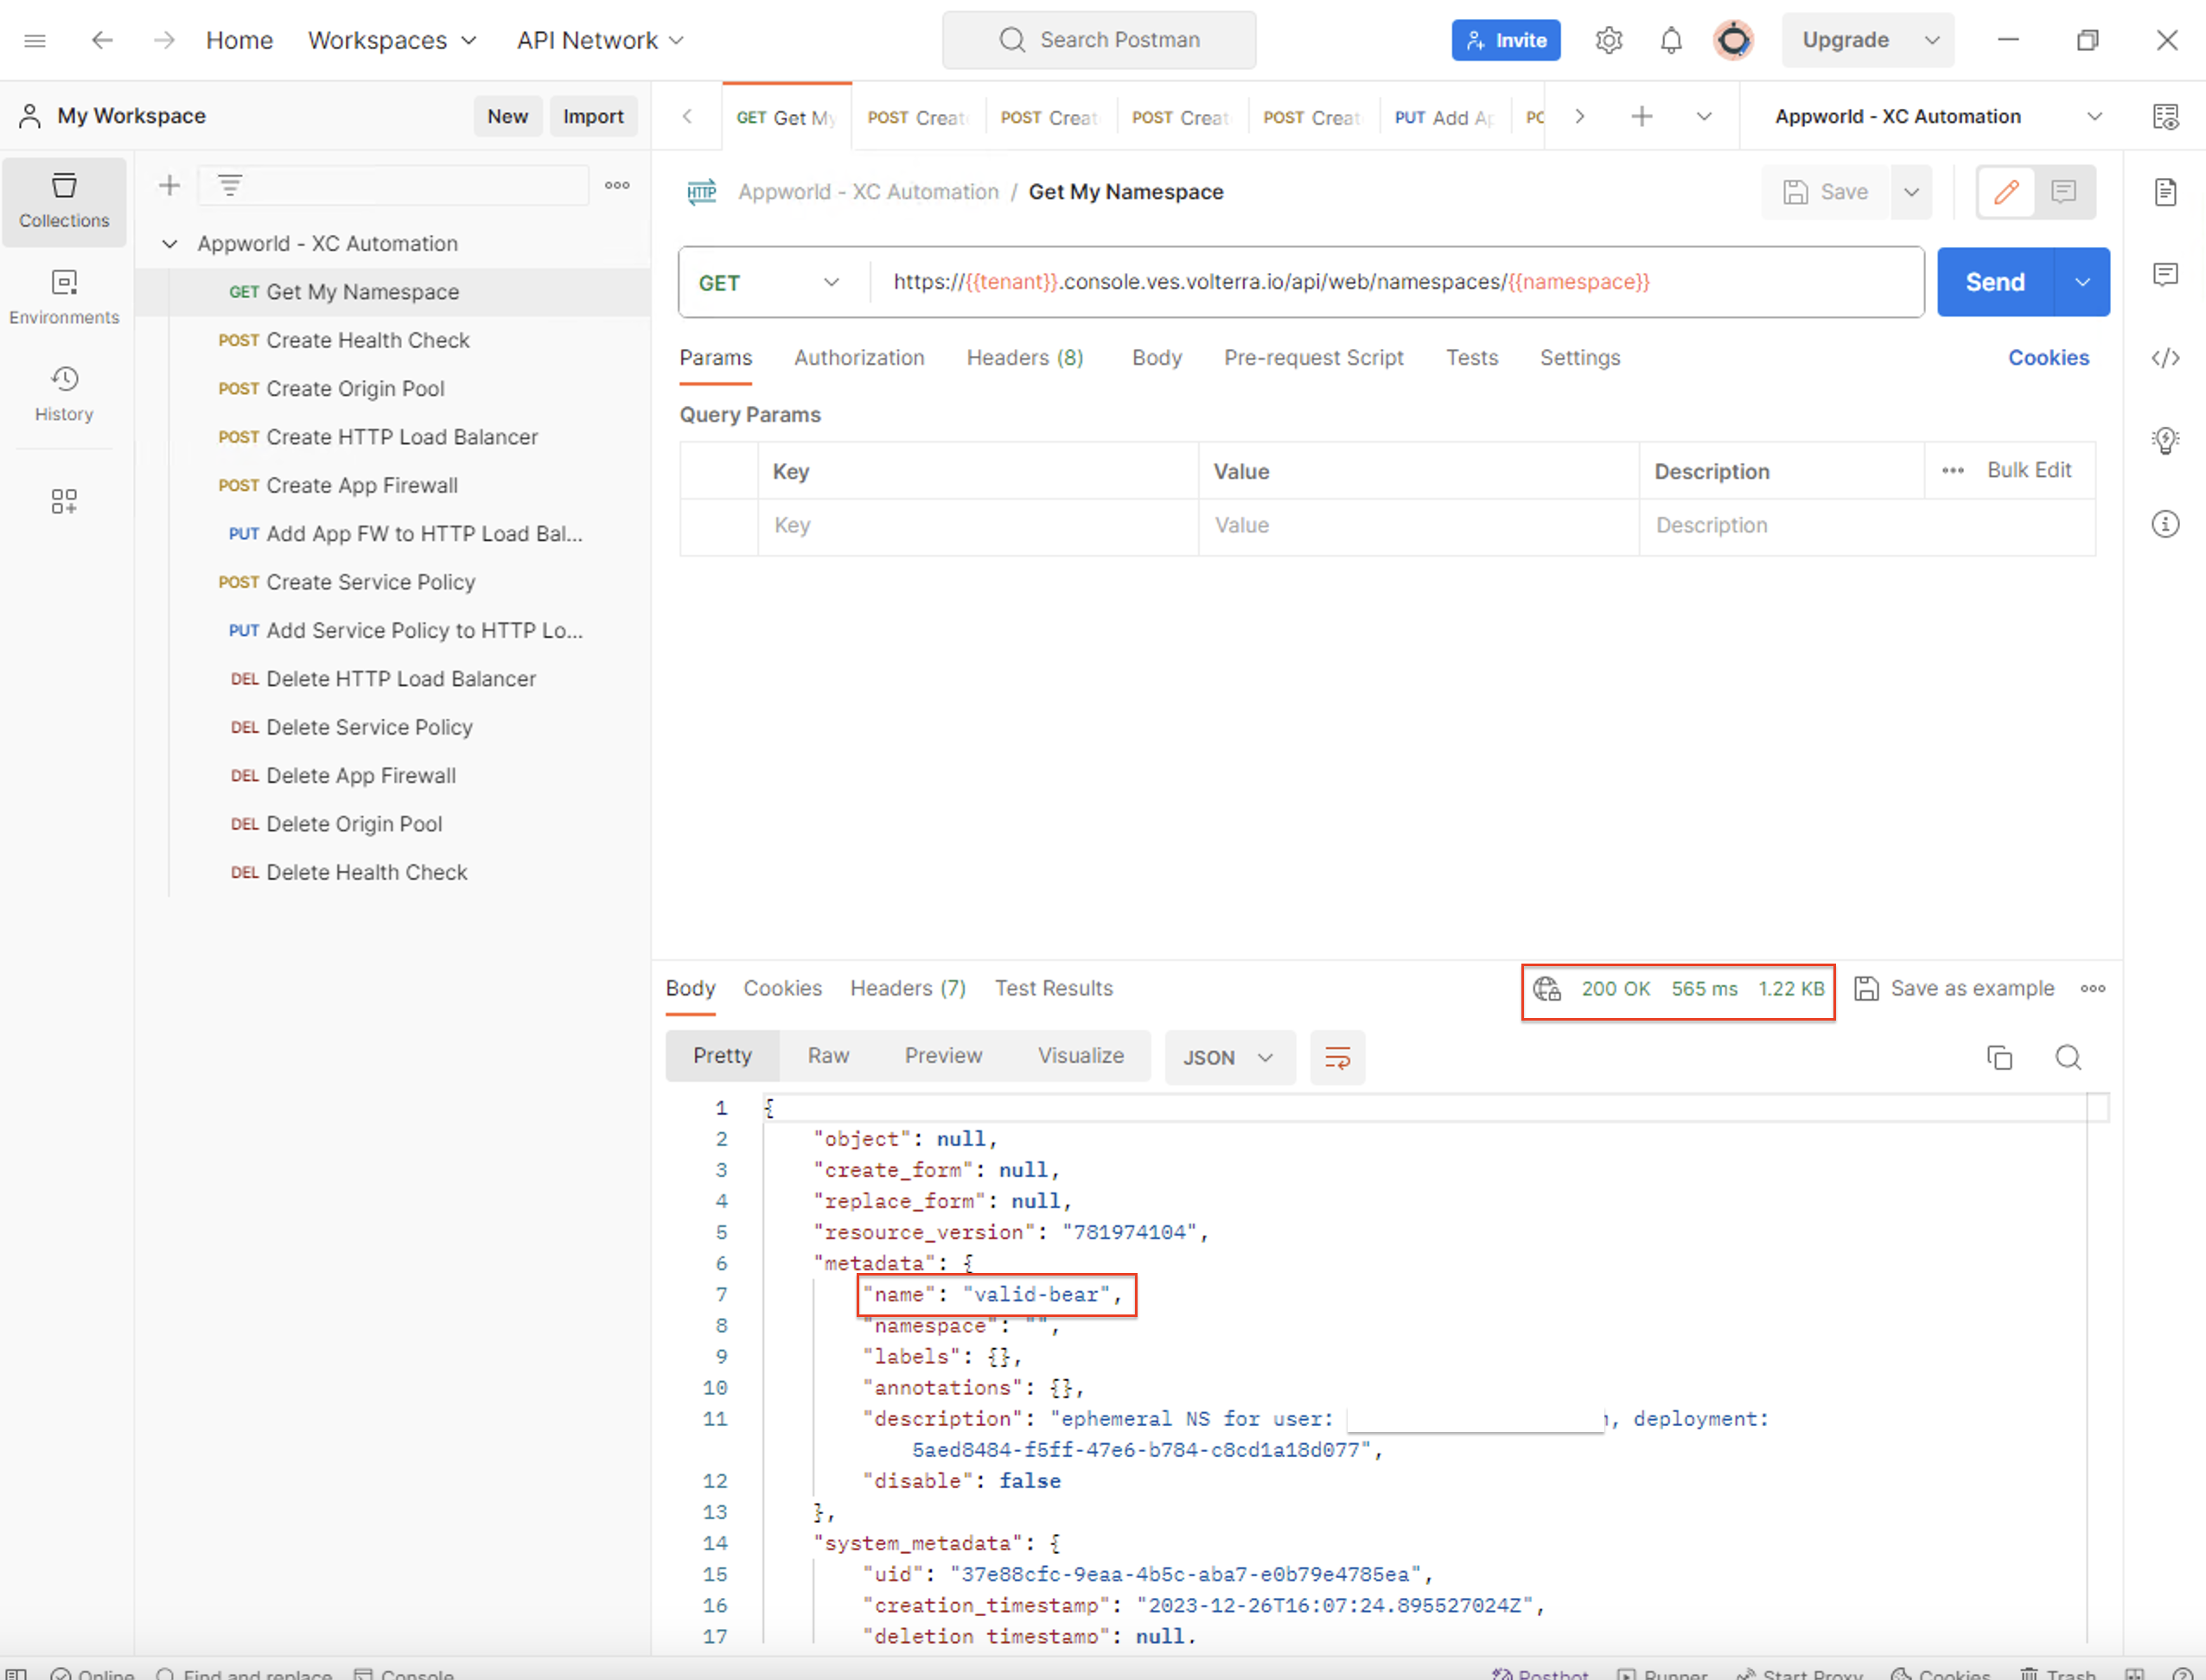 Home Workspaces API Network Search Postman Invite Upgrade
My Workspace New Import GET Get My POST Creat POST Creat POST Creat POST Creat PUT Add Ap PO Appworld - XC Automation
Collections
Environments
History
Appworld - XC Automation
GET Get My Namespace
POST Create Health Check
POST Create Origin Pool
POST Create HTTP Load Balancer
POST Create App Firewall
PUT Add App FW to HTTP Load Bal...
POST Create Service Policy
PUT Add Service Policy to HTTP Lo...
DEL Delete HTTP Load Balancer
DEL Delete Service Policy
DEL Delete App Firewall
DEL Delete Origin Pool
DEL Delete Health Check
HTTP Appworld - XC Automation / Get My Namespace Save
GET https://{{tenant}}.console.ves.volterra.io/api/web/namespaces/{{namespace}} Send
Params Authorization Headers (8) Body Pre-request Script Tests Settings Cookies
Query Params
Key Value Description Bulk Edit
Key Value Description
Body Cookies Headers (7) Test Results 200 OK 565 ms 1.22 KB Save as example
Pretty Raw Preview Visualize JSON
1 {
2 "object": null,
3 "create_form": null,
4 "replace_form": null,
5 "resource_version": "781974104",
6 "metadata": {
7 "name": "valid-bear",
8 "namespace": "",
9 "labels": {},
10 "annotations": {},
11 "description": "ephemeral NS for user: , deployment:
5aed8484-f5ff-47e6-b784-c8cd1a18d077",
12 "disable": false
13 },
14 "system_metadata": {
15 "uid": "37e88cfc-9eaa-4b5c-aba7-e0b79e4785ea",
16 "creation_timestamp": "2023-12-26T16:07:24.895527024Z",
17 "deletion_timestamp": null,
Online Find and replace Console Postbot Runner Start Proxy Cookies Trash